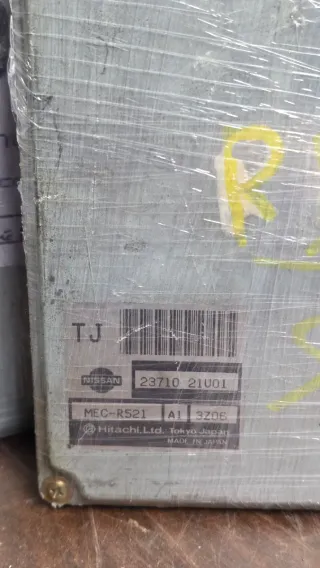 R
TJ
NISSAN 23710 21U01
MEC-R521 A1 3Z06
Hitachi, Ltd. Tokyo Japan
MADE IN JAPAN